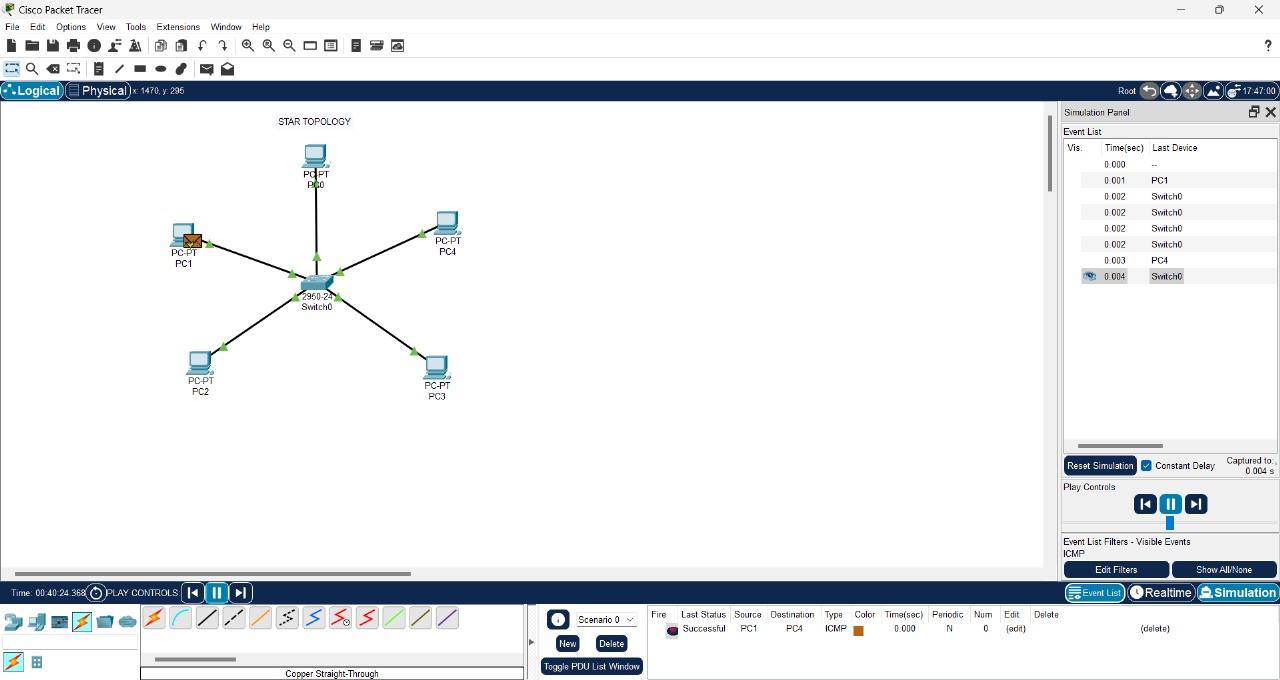 Cisco Packet Tracer
File Edit Options View Tools Extensions Window Help
?
Logical Physical x: 1470, y: 295 Root 17:47:00
STAR TOPOLOGY
PC-PT
PC0
PC-PT
PC1
PC-PT
PC4
2950-24
Switch0
PC-PT
PC2
PC-PT
PC3
Simulation Panel
Event List
Vis. Time(sec) Last Device
0.000 --
0.001 PC1
0.002 Switch0
0.002 Switch0
0.002 Switch0
0.002 Switch0
0.003 PC4
0.004 Switch0
Reset Simulation Constant Delay Captured to:
0.004 s
Play Controls
Event List Filters - Visible Events
ICMP
Edit Filters Show All/None
Time: 00:40:24.368 PLAY CONTROLS: Event List Realtime Simulation
Scenario 0
New Delete
Toggle PDU List Window
Fire Last Status Source Destination Type Color Time(sec) Periodic Num Edit Delete
Successful PC1 PC4 ICMP 0.000 N 0 (edit) (delete)
Copper Straight-Through